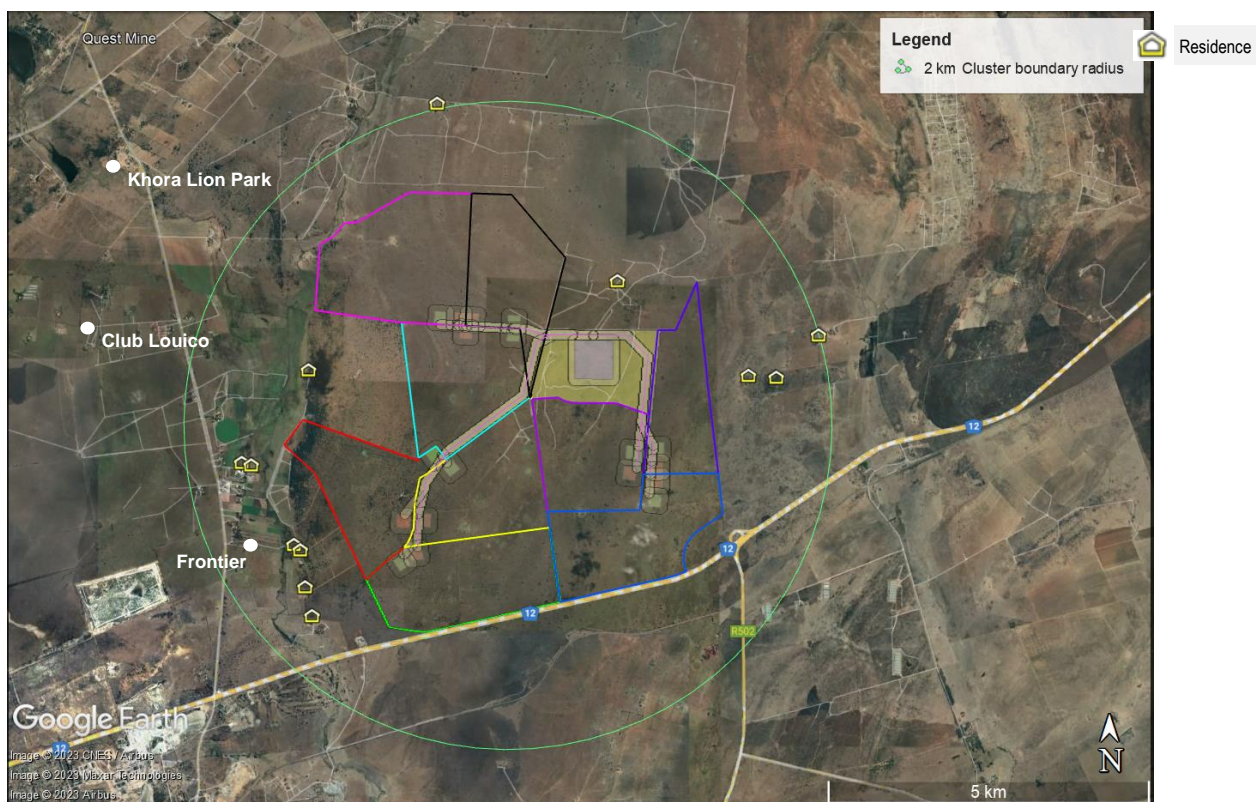 Quest Mine
Legend
2 km Cluster boundary radius
Residence
Khora Lion Park
Club Louico
12
Frontier
12
12
R502
Google Earth
12
Image © 2023 CNES / Airbus
Image © 2023 Maxar Technologies
Image © 2023 Airbus
N
5 km